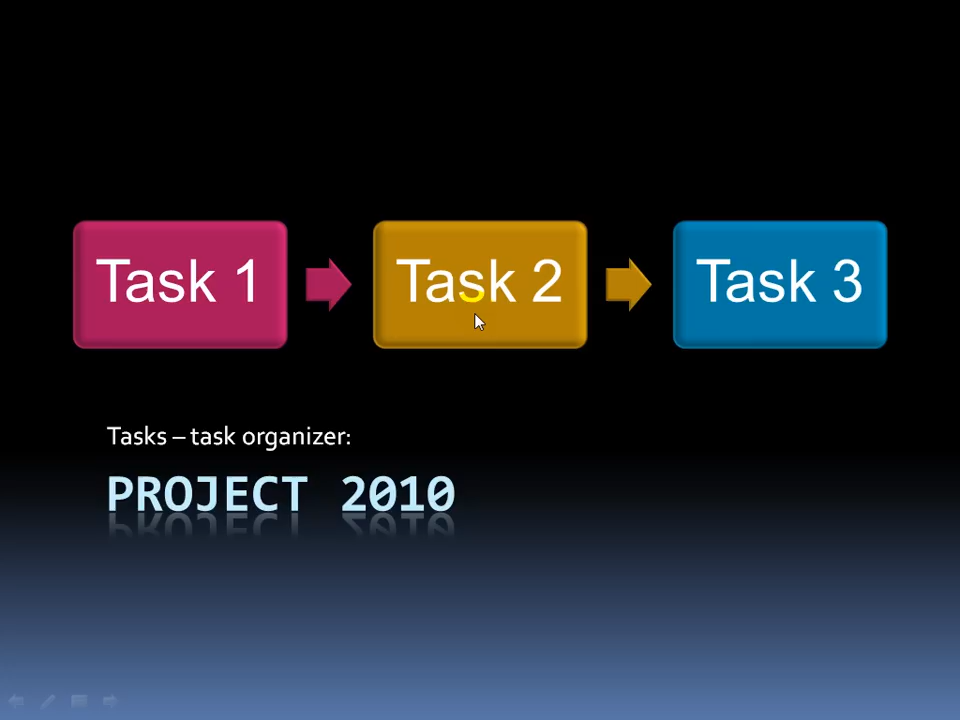 Task 1
Task 2
Task 3
Tasks – task organizer:
PROJECT 2010